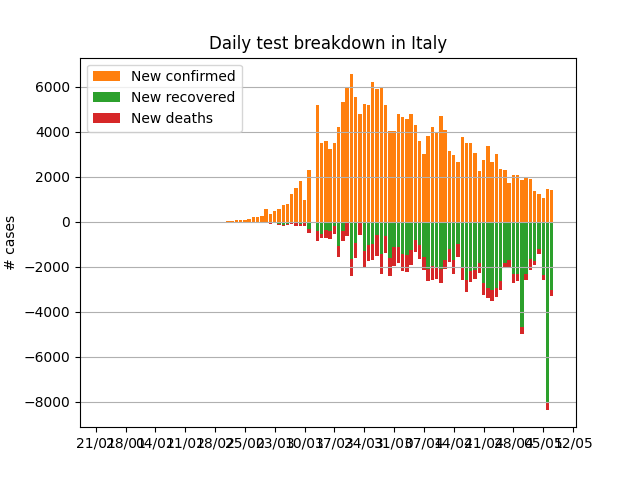 Daily test breakdown in Italy
New confirmed
New recovered
New deaths
6000
4000
2000
0
−2000
−4000
−6000
−8000
# cases
21/01 28/01 04/02 11/02 18/02 25/02 03/03 10/03 17/03 24/03 31/03 07/04 14/04 21/04 28/04 05/05 12/05